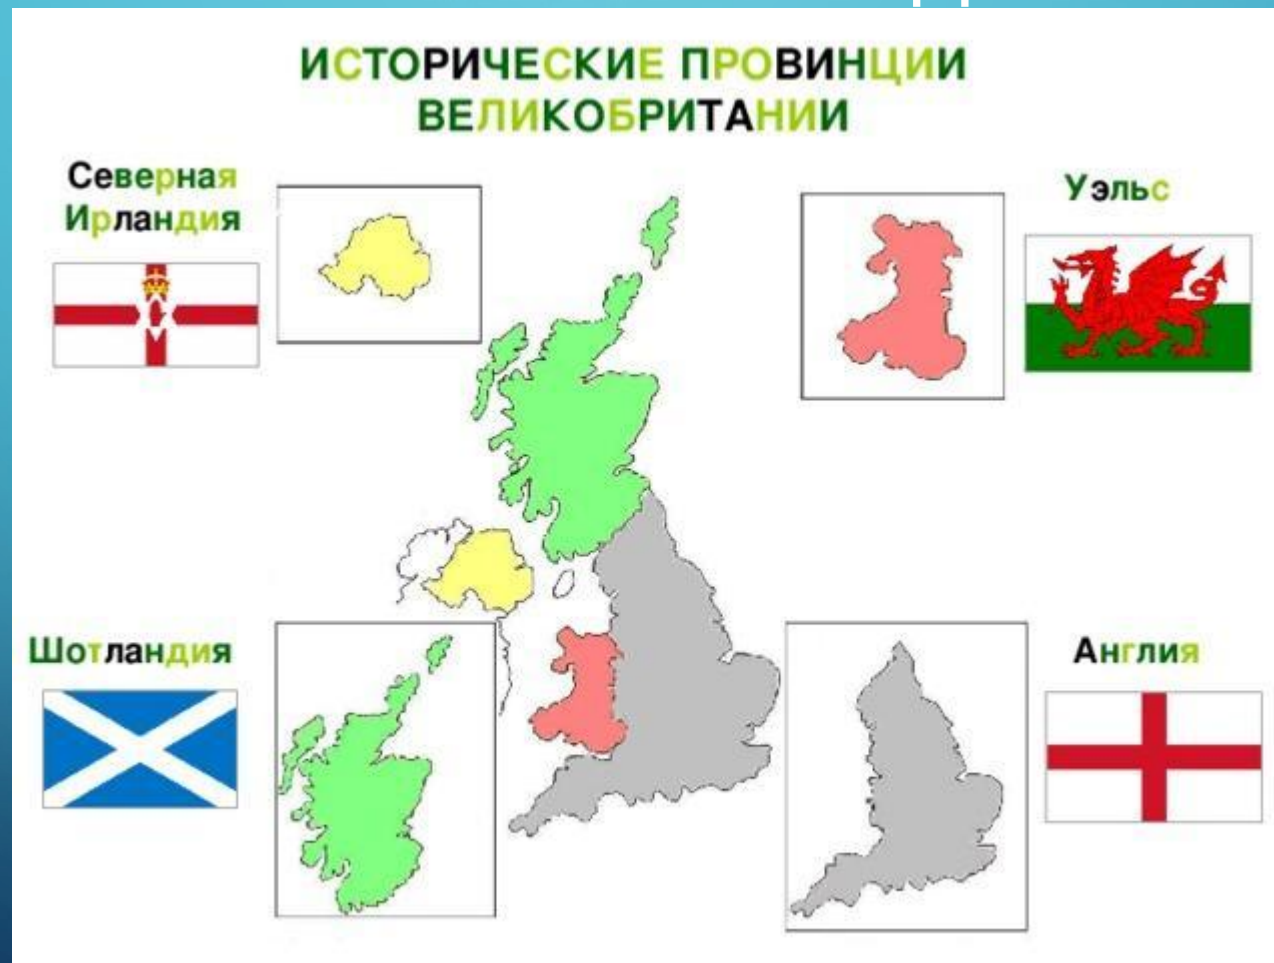 ИСТОРИЧЕСКИЕ ПРОВИНЦИИ
ВЕЛИКОБРИТАНИИ
Северная
Ирландия
Уэльс
Шотландия
Англия